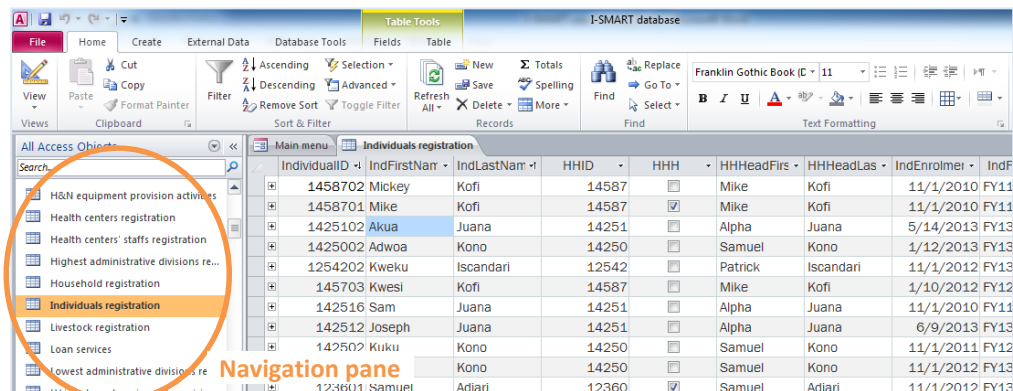 A Table Tools I-SMART database
File Home Create External Data Database Tools Fields Table
View Paste Cut Copy Format Painter Filter Ascending Descending Remove Sort Selection Advanced Toggle Filter Refresh All New Save Delete Totals Spelling More Find Replace Go To Select Franklin Gothic Book (D 11
B I U A
Views Clipboard Sort & Filter Records Find Text Formatting
All Access Main menu Individuals registration
Search... IndividualID IndFirstNam IndLastNam HHID HHH HHHeadFirs HHHeadLas IndEnrolmer IndF
H&N equipment provision activities 1458702 Mickey Kofi 14587 Mike Kofi 11/1/2010 FY11
Health centers registration 1458701 Mike Kofi 14587 Mike Kofi 11/1/2010 FY11
1425102 Akua Juana 14251 Alpha Juana 5/14/2013 FY13
Health centers' staffs registration 1425002 Adwoa Kono 14250 Samuel Kono 1/12/2013 FY13
Highest administrative divisions re... 1254202 Kweku Iscandari 12542 Patrick Iscandari 11/1/2012 FY13
Household registration 145703 Kwesi Kofi 14587 Mike Kofi 1/10/2012 FY12
Individuals registration 142516 Sam Juana 14251 Alpha Juana 11/1/2010 FY11
Livestock registration 142512 Joseph Juana 14251 Alpha Juana 6/9/2013 FY13
Loan services 142502 Kuku Kono 14250 Samuel Kono 11/1/2011 FY12
Lowest administrative divisions re Navigation pane Kono 14250 Samuel Kono 11/1/2012 FY13
123601 Samuel Adjari 12360 Samuel Adjari 11/1/2012 FY13